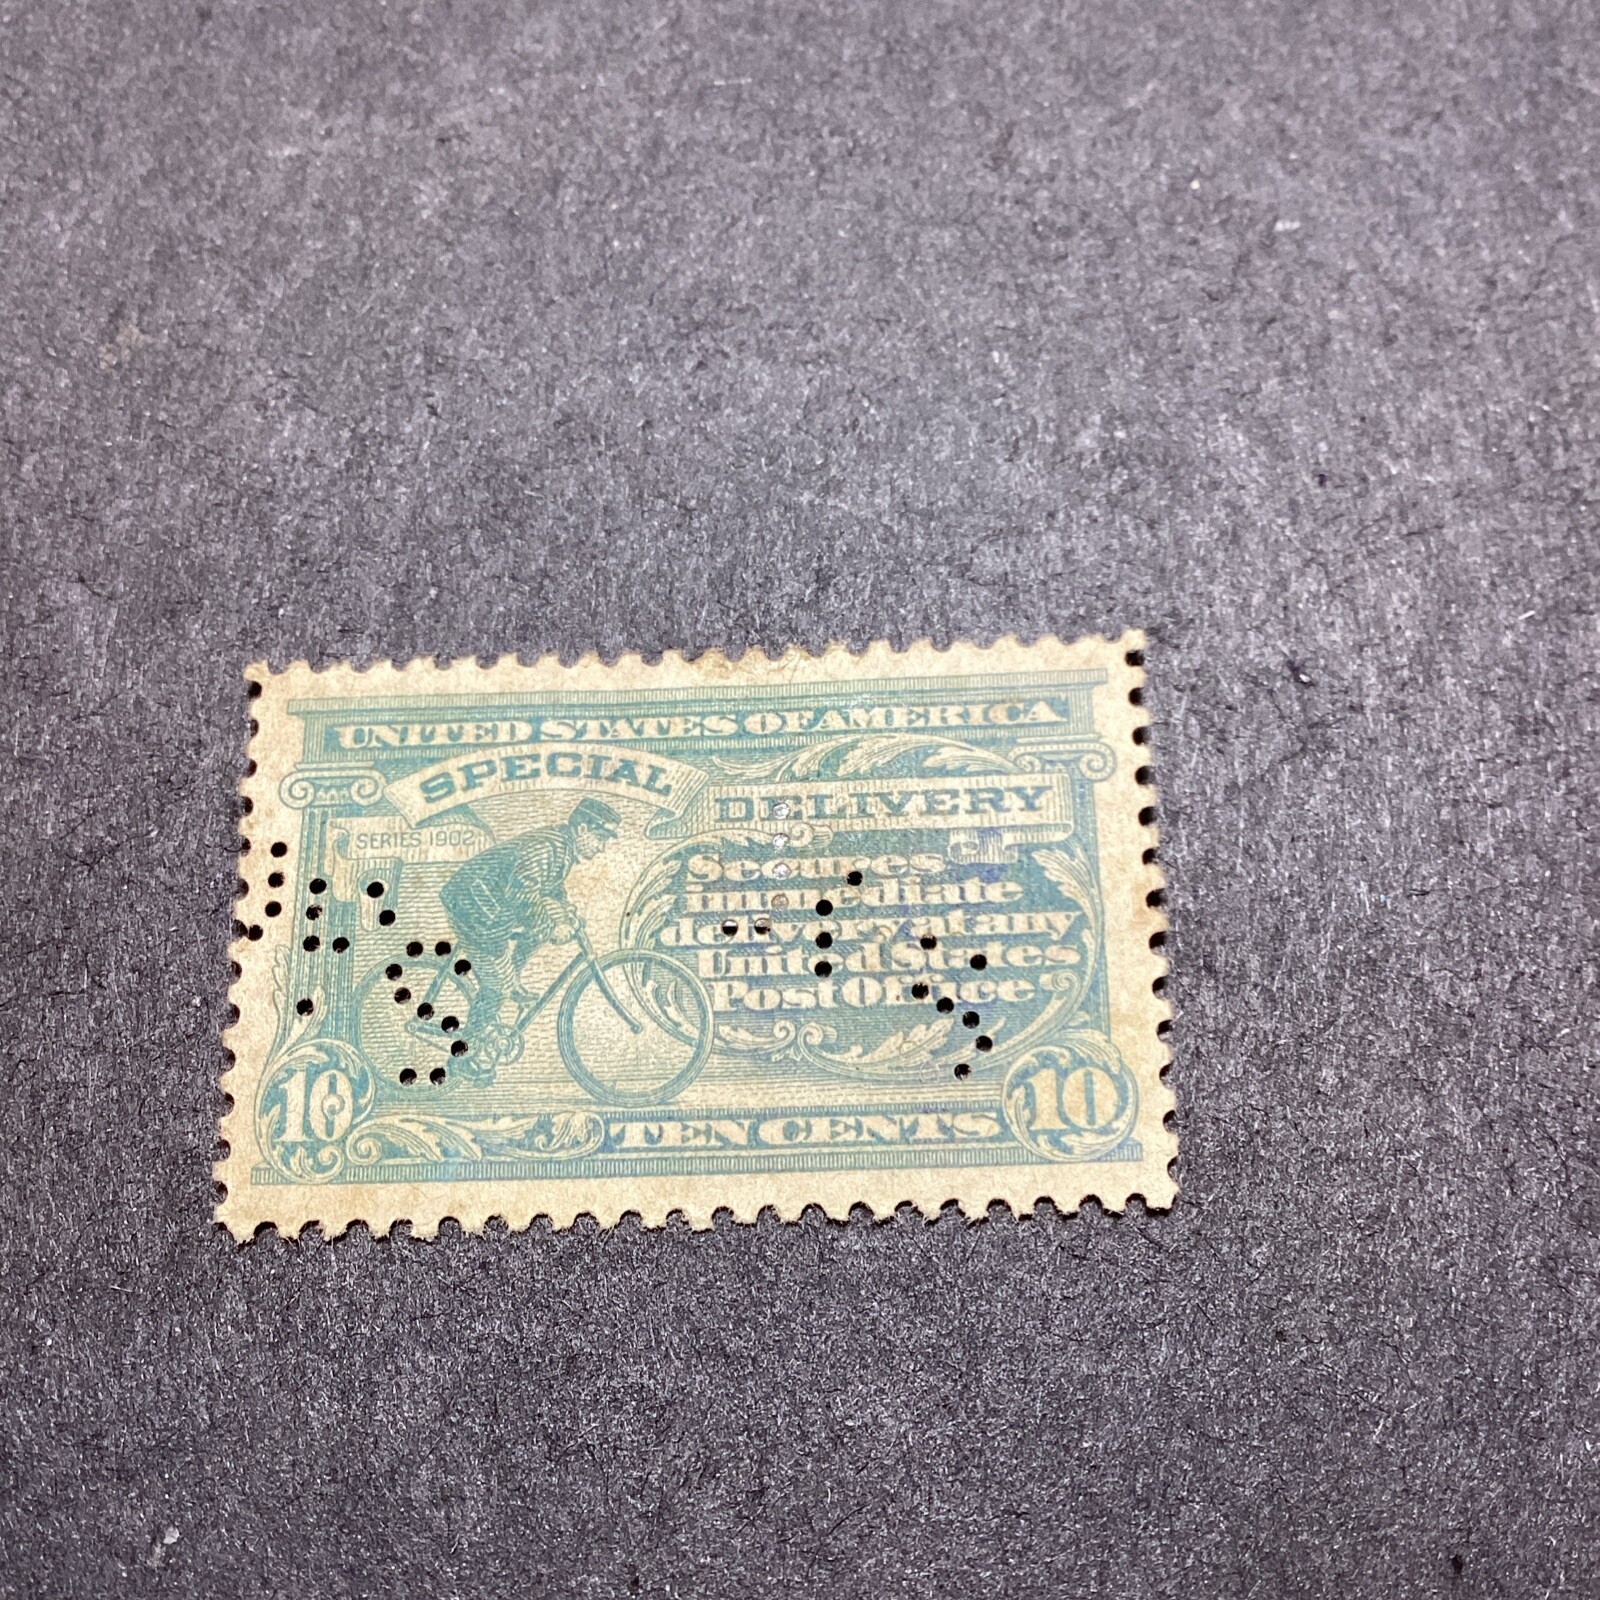 UNITED STATES OF AMERICA
SPECIAL DELIVERY
SERIES 1902
Secures
immediate
delivery at any
United States
Post Office
10 TEN CENTS 10